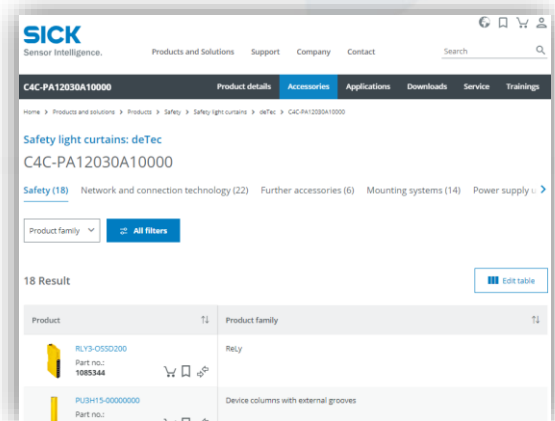 SICK
Sensor Intelligence.
Products and Solutions Support Company Contact Search
C4C-PA12030A10000 Product details Accessories Applications Downloads Service Trainings
Home > Products and solutions > Products > Safety > Safety light curtains > deTec > C4C-PA12030A10000
Safety light curtains: deTec
C4C-PA12030A10000
Safety (18) Network and connection technology (22) Further accessories (6) Mounting systems (14) Power supply u
Product family All filters
18 Result Edit table
Product Product family
RLY3-OSSD200 ReLy
Part no.:
1085344
PU3H15-00000000 Device columns with external grooves
Part no.: